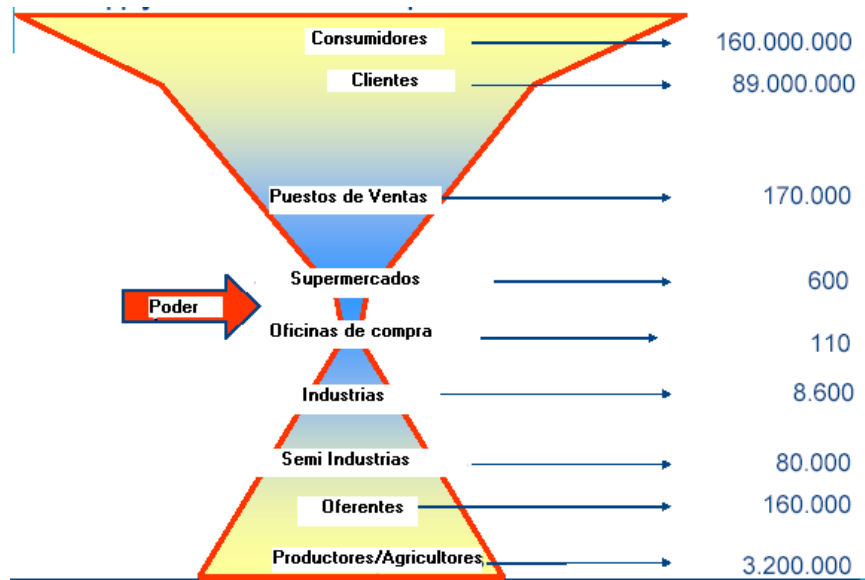 Consumidores 160.000.000
Clientes 89.000.000
Puestos de Ventas 170.000
Supermercados 600
Poder
Oficinas de compra 110
Industrias 8.600
Semi Industrias 80.000
Oferentes 160.000
Productores/Agricultores 3.200.000